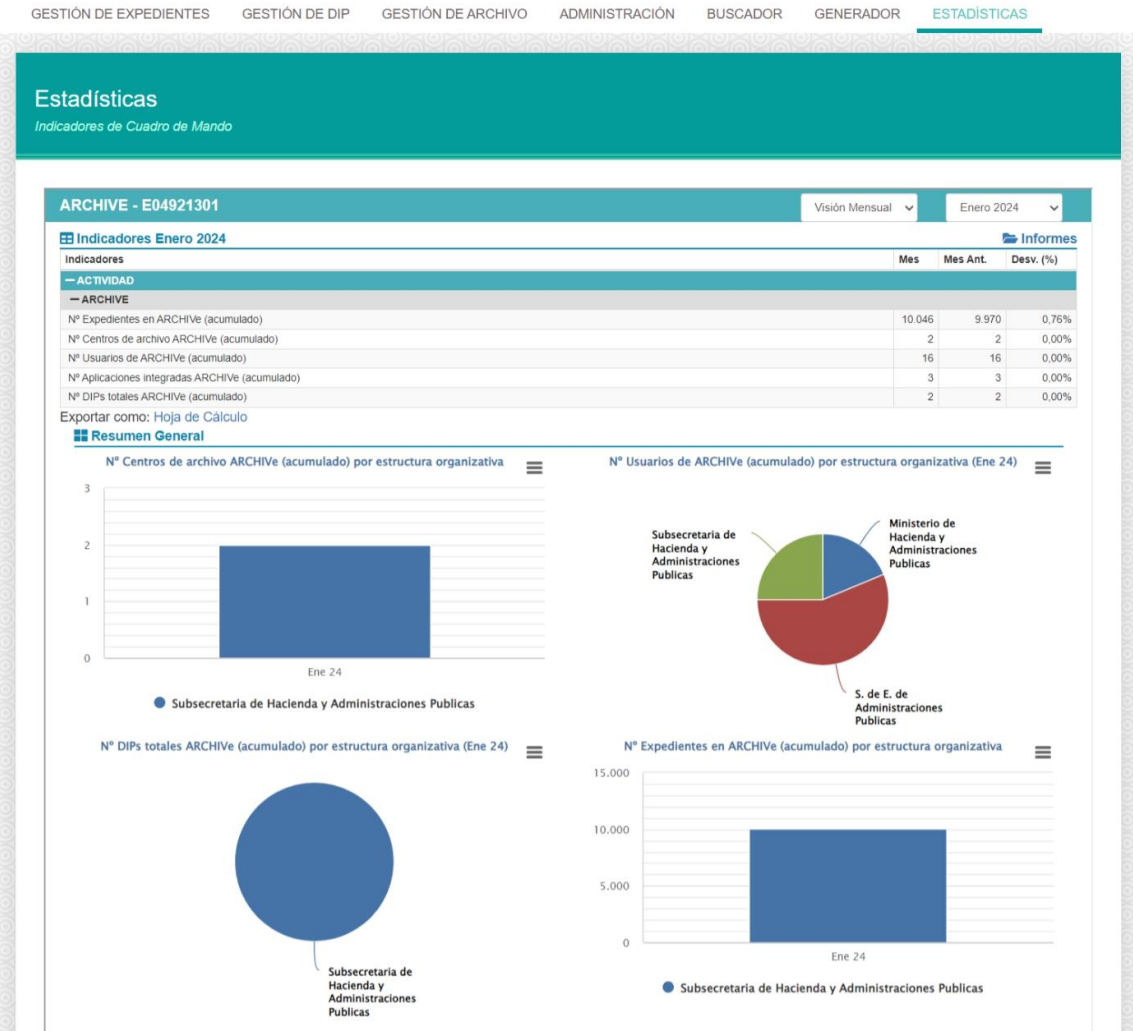 GESTIÓN DE EXPEDIENTES GESTIÓN DE DIP GESTIÓN DE ARCHIVO ADMINISTRACIÓN BUSCADOR GENERADOR ESTADÍSTICAS
Estadísticas
Indicadores de Cuadro de Mando
ARCHIVE - E04921301 Visión Mensual Enero 2024
Indicadores Enero 2024 Informes
Indicadores Mes Mes Ant. Desv. (%)
ACTIVIDAD
ARCHIVE
Nº Expedientes en ARCHIVe (acumulado) 10.046 9.970 0,76%
Nº Centros de archivo ARCHIVe (acumulado) 2 2 0,00%
Nº Usuarios de ARCHIVe (acumulado) 16 16 0,00%
Nº Aplicaciones integradas ARCHIVe (acumulado) 3 3 0,00%
Nº DIPs totales ARCHIVe (acumulado) 2 2 0,00%
Exportar como: Hoja de Cálculo
Resumen General
Nº Centros de archivo ARCHIVe (acumulado) por estructura organizativa
3
2
1
0
Ene 24
Subsecretaria de Hacienda y Administraciones Publicas
Nº Usuarios de ARCHIVe (acumulado) por estructura organizativa (Ene 24)
Subsecretaria de
Hacienda y
Administraciones
Publicas
Ministerio de
Hacienda y
Administraciones
Publicas
S. de E. de
Administraciones
Publicas
Nº DIPs totales ARCHIVe (acumulado) por estructura organizativa (Ene 24)
Subsecretaria de
Hacienda y
Administraciones
Publicas
Nº Expedientes en ARCHIVe (acumulado) por estructura organizativa
15.000
10.000
5.000
0
Ene 24
Subsecretaria de Hacienda y Administraciones Publicas